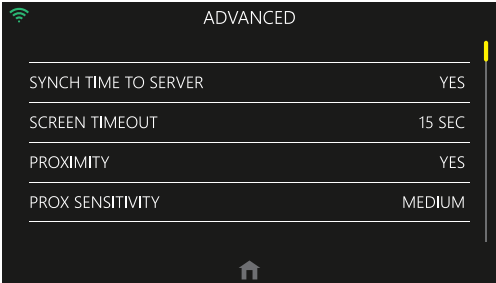 ADVANCED
SYNCH TIME TO SERVER YES
SCREEN TIMEOUT 15 SEC
PROXIMITY YES
PROX SENSITIVITY MEDIUM